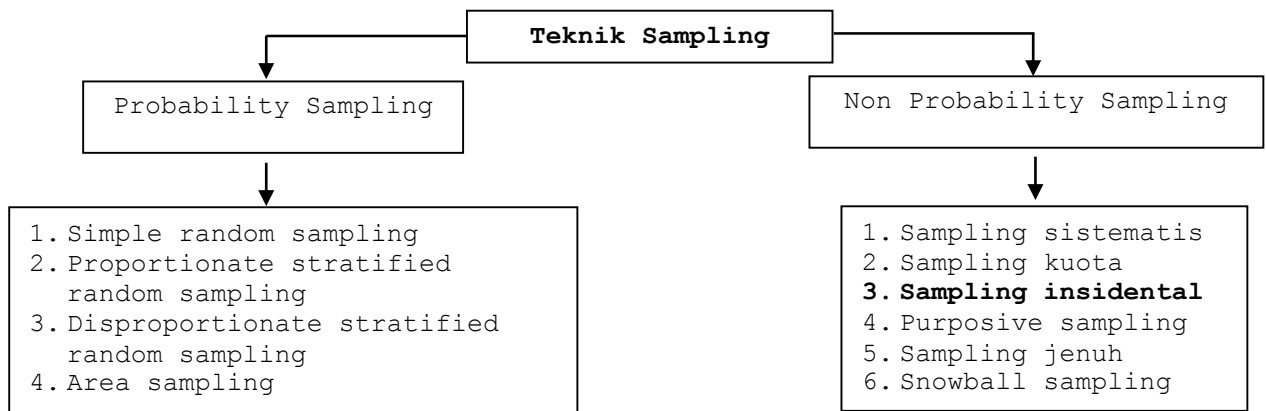 Teknik Sampling
Probability Sampling
Non Probability Sampling
1. Simple random sampling
2. Proportionate stratified
random sampling
3. Disproportionate stratified
random sampling
4. Area sampling
1. Sampling sistematis
2. Sampling kuota
3. Sampling insidental
4. Purposive sampling
5. Sampling jenuh
6. Snowball sampling